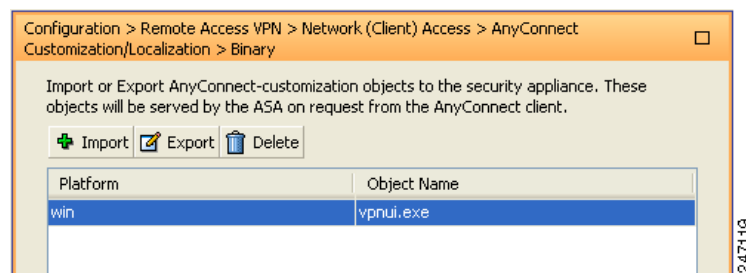 Configuration > Remote Access VPN > Network (Client) Access > AnyConnect
Customization/Localization > Binary
Import or Export AnyConnect-customization objects to the security appliance. These
objects will be served by the ASA on request from the AnyConnect client.
Import Export Delete
Platform Object Name
win vpnui.exe
247119